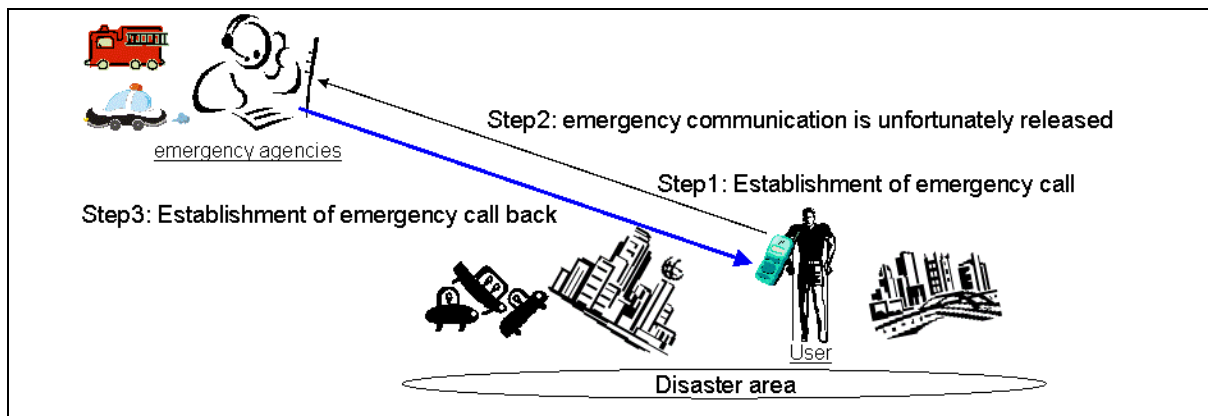 Step2: emergency communication is unfortunately released
emergency agencies
Step1: Establishment of emergency call
Step3: Establishment of emergency call back
User
Disaster area